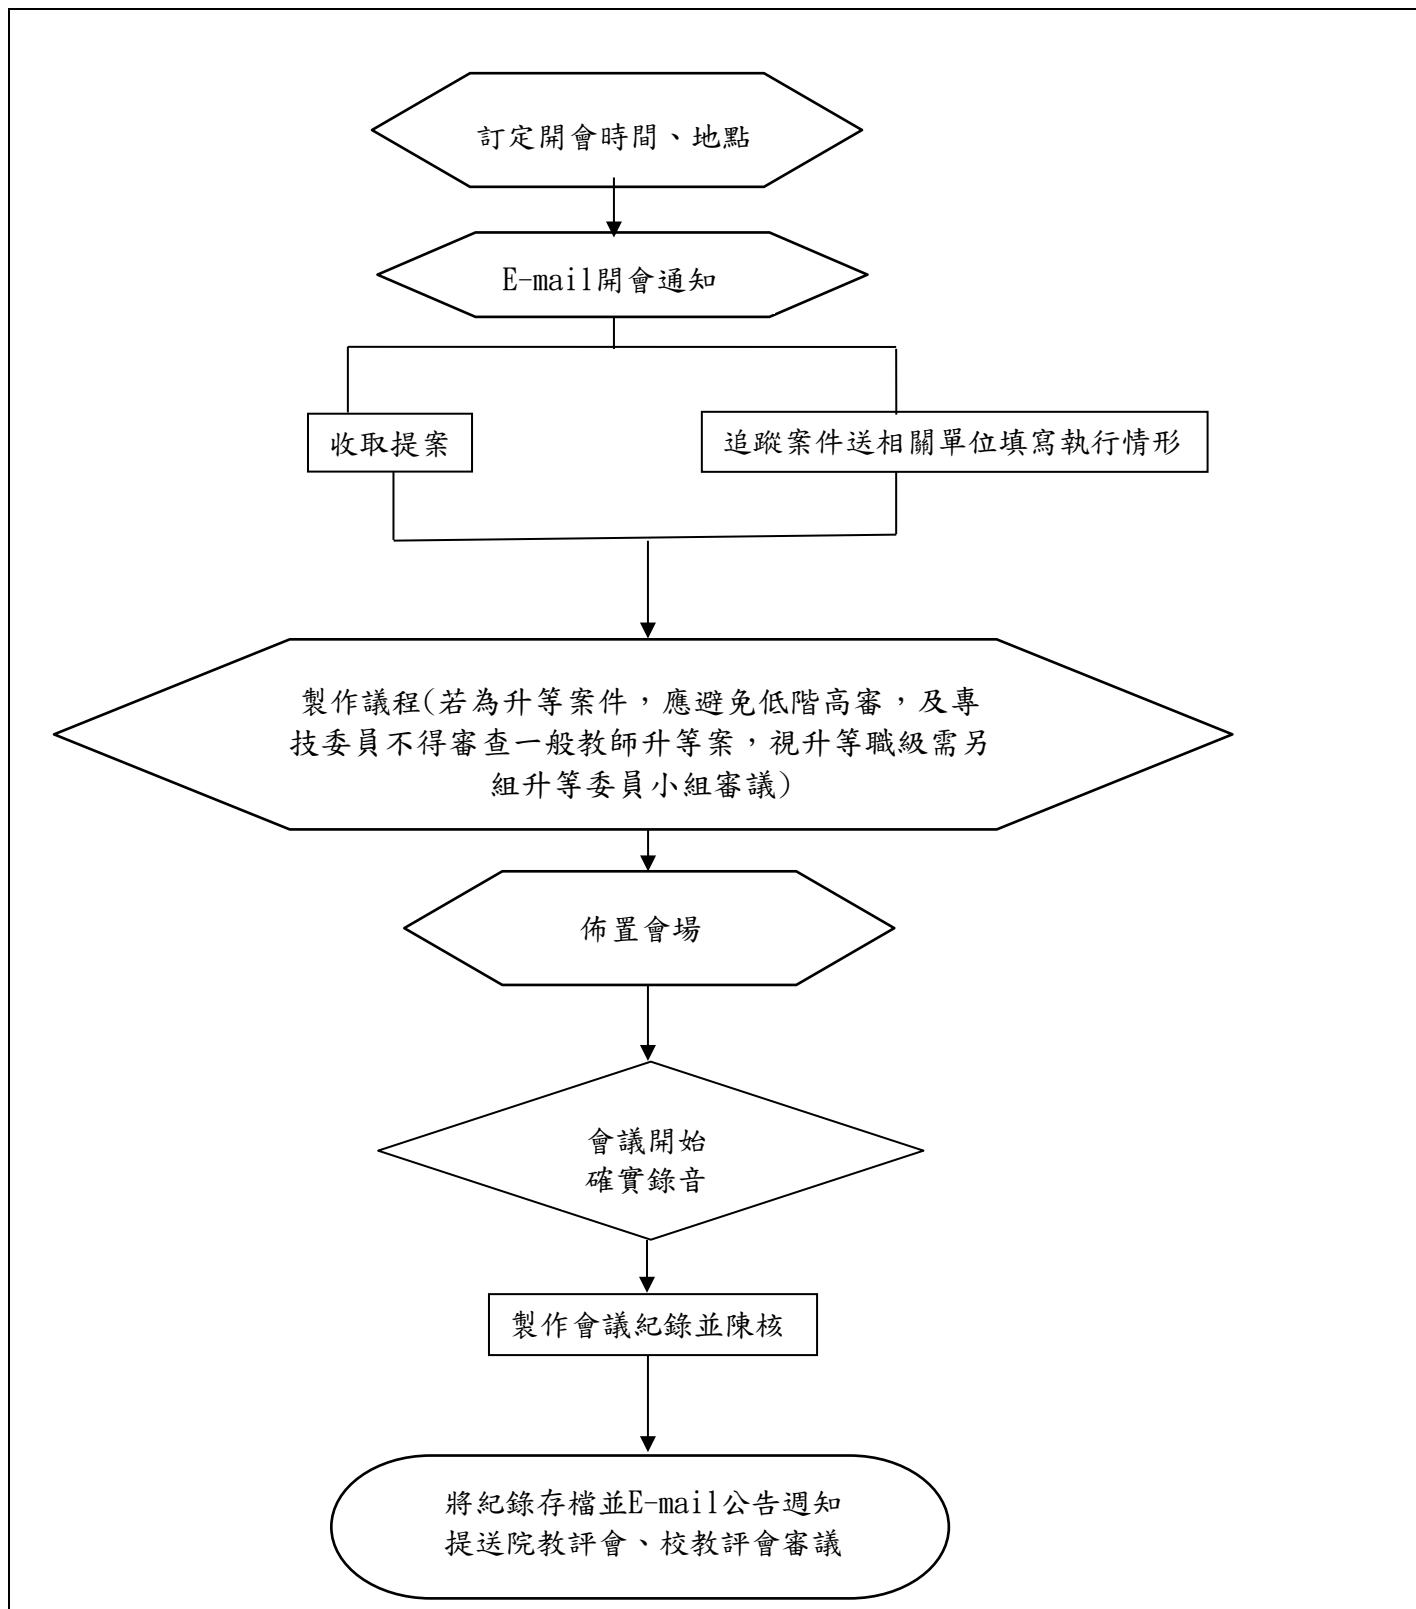 訂定開會時間、地點
E-mail開會通知
收取提案
追蹤案件送相關單位填寫執行情形
製作議程(若為升等案件，應避免低階高審，及專
技委員不得審查一般教師升等案，視升等職級需另
組升等委員小組審議)
佈置會場
會議開始
確實錄音
製作會議紀錄並陳核
將紀錄存檔並E-mail公告週知
提送院教評會、校教評會審議